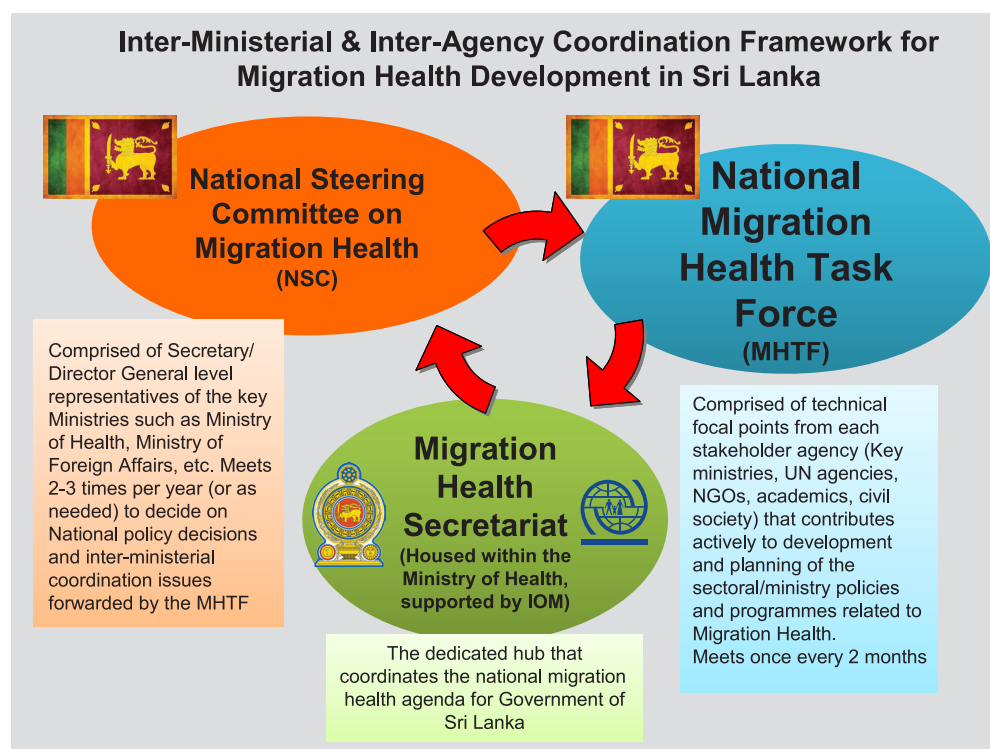 Inter-Ministerial & Inter-Agency Coordination Framework for
Migration Health Development in Sri Lanka
National Steering
Committee on
Migration Health
(NSC)
National
Migration
Health Task
Force
(MHTF)
Comprised of Secretary/
Director General level
representatives of the key
Ministries such as Ministry
of Health, Ministry of
Foreign Affairs, etc. Meets
2-3 times per year (or as
needed) to decide on
National policy decisions
and inter-ministerial
coordination issues
forwarded by the MHTF
Comprised of technical
focal points from each
stakeholder agency (Key
ministries, UN agencies,
NGOs, academics, civil
society) that contributes
actively to development
and planning of the
sectoral/ministry policies
and programmes related to
Migration Health.
Meets once every 2 months
Migration
Health
Secretariat
(Housed within the
Ministry of Health,
supported by IOM)
The dedicated hub that
coordinates the national migration
health agenda for Government of
Sri Lanka